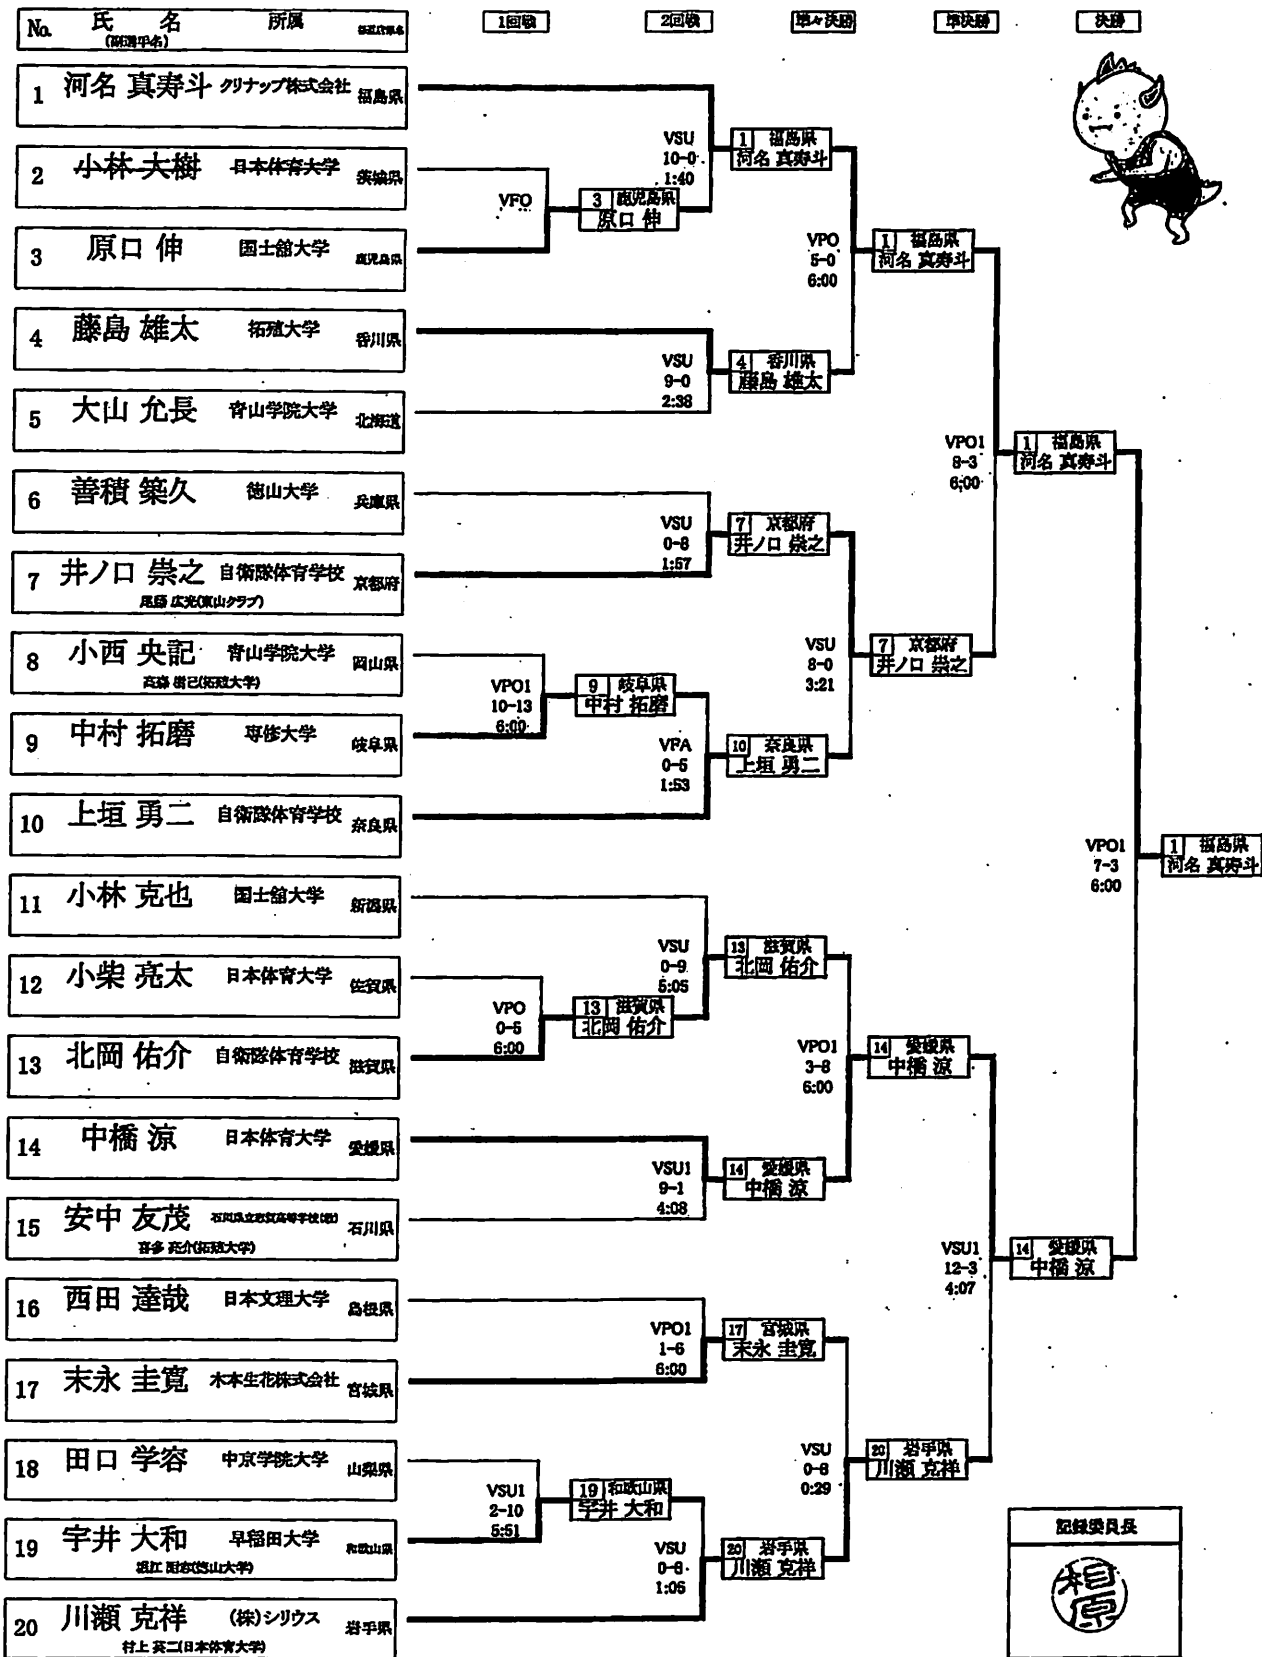 No. 氏名 所属 1回戦 2回戦 準々決勝 準決勝 決勝
1 河名 真寿斗 クリナップ株式会社 福島県
2 小林 大樹 日本体育大学 茨城県
3 原口 伸 国士舘大学 鹿児島県
4 藤島 雄太 拓殖大学 香川県
5 大山 允長 青山学院大学 北海道
6 善積 築久 徳山大学 兵庫県
7 井ノ口 崇之 自衛隊体育学校 京都府
8 小西 央記 青山学院大学 岡山県
9 中村 拓磨 専修大学 岐阜県
10 上垣 勇二 自衛隊体育学校 奈良県
11 小林 克也 国士舘大学 新潟県
12 小柴 亮太 日本体育大学 佐賀県
13 北岡 佑介 自衛隊体育学校 滋賀県
14 中橋 涼 日本体育大学 愛媛県
15 安中 友茂 石川県
喜多 亮介(拓殖大学)
16 西田 達哉 日本文理大学 島根県
17 末永 圭寛 木本生花株式会社 宮城県
18 田口 学容 中京学院大学 山梨県
19 宇井 大和 早稲田大学 和歌山県
20 川瀬 克祥 (株)シリウス 岩手県
村上 英二(日本体育大学)
VFO
3 鹿児島県
原口 伸
VPO1
10-13
6:00
9 岐阜県
中村 拓磨
VPO
0-5
6:00
13 滋賀県
北岡 佑介
VSU1
2-10
5:51
19 和歌山県
宇井 大和
VSU
10-0
1:40
1 福島県
河名 真寿斗
VSU
9-0
2:38
4 香川県
藤島 雄太
VSU
0-8
1:57
7 京都府
井ノ口 崇之
VFA
0-5
1:53
10 奈良県
上垣 勇二
VSU
0-9
5:05
13 滋賀県
北岡 佑介
VSU1
9-1
4:08
14 愛媛県
中橋 涼
VPO1
1-6
6:00
17 宮城県
末永 圭寛
VSU
0-8
1:06
20 岩手県
川瀬 克祥
VPO
5-0
6:00
1 福島県
河名 真寿斗
VSU
8-0
3:21
7 京都府
井ノ口 崇之
VPO1
3-8
6:00
14 愛媛県
中橋 涼
VSU
0-8
0:29
20 岩手県
川瀬 克祥
VPO1
8-3
6:00
1 福島県
河名 真寿斗
VSU1
12-3
4:07
14 愛媛県
中橋 涼
VPO1
7-3
6:00
1 福島県
河名 真寿斗
記録委員長
相原